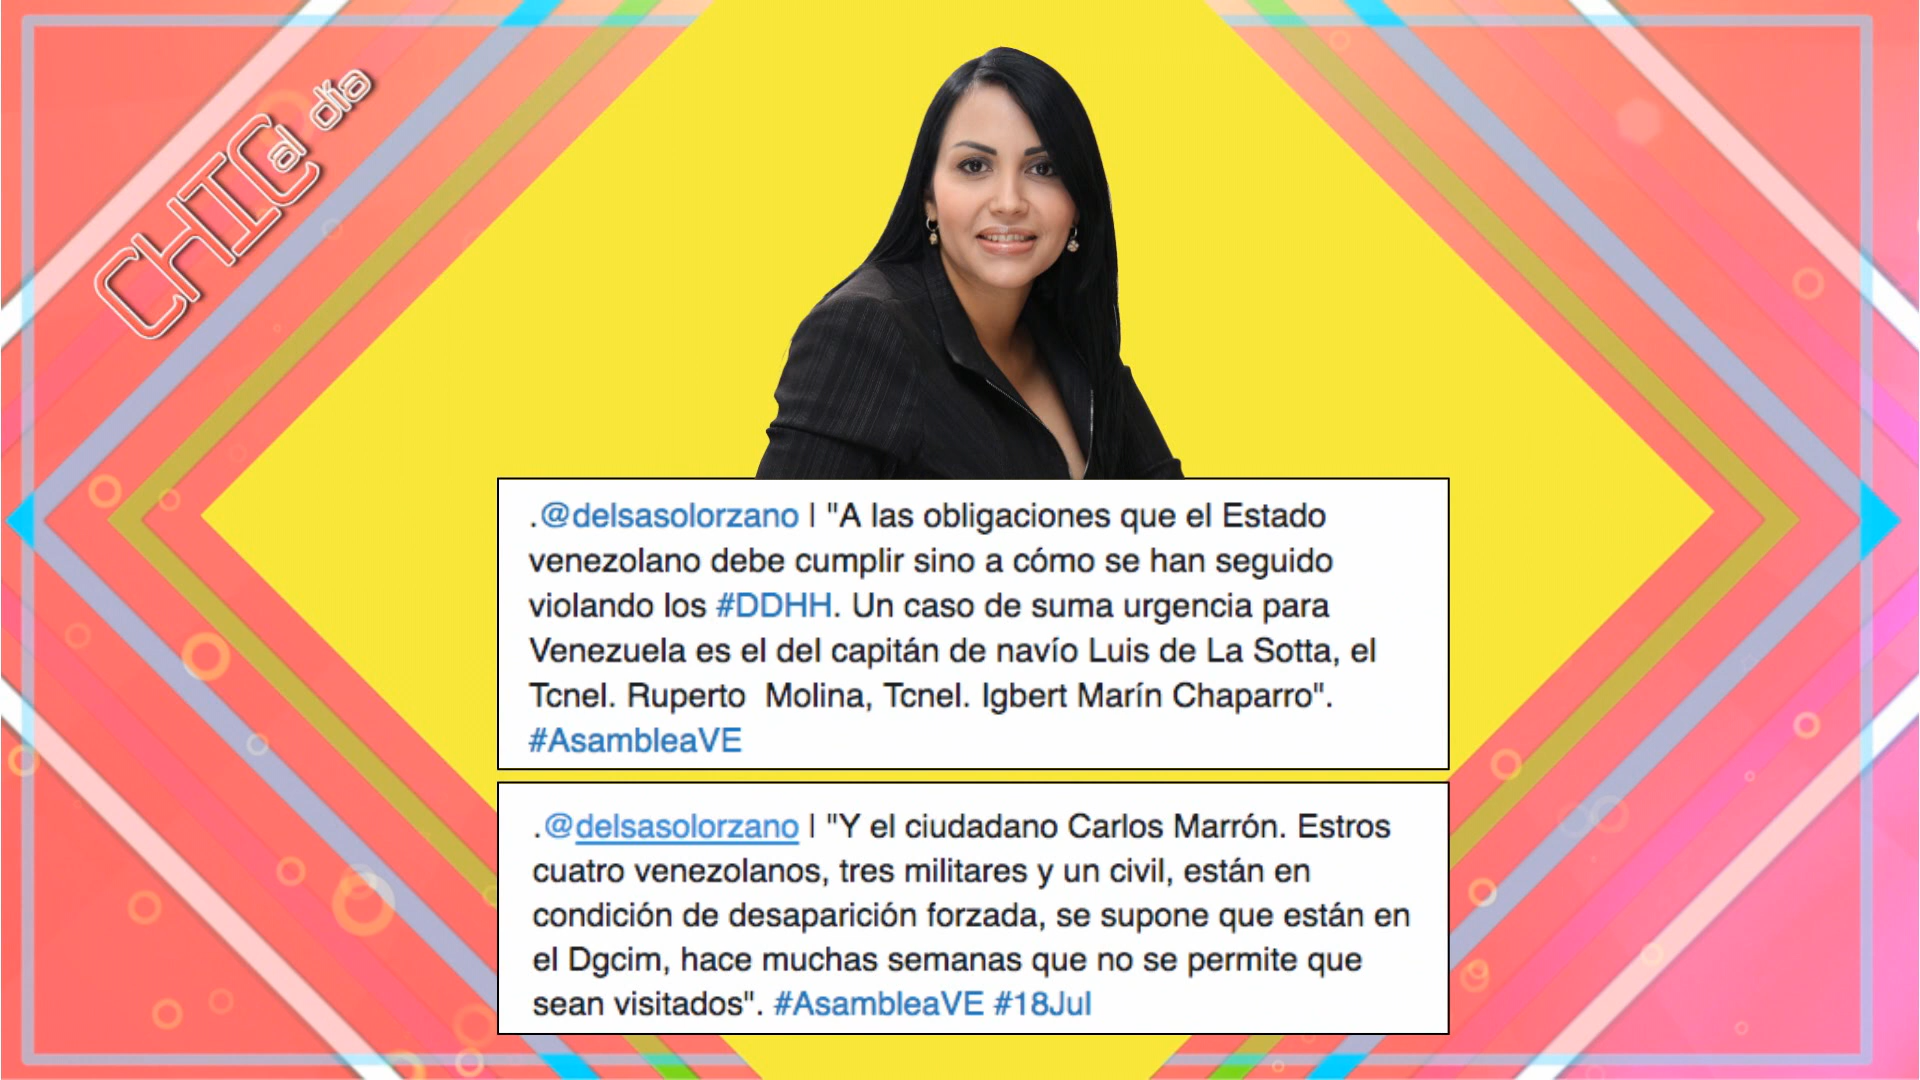 CHIC al día
.@delsasolorzano | "A las obligaciones que el Estado
venezolano debe cumplir sino a cómo se han seguido
violando los #DDHH. Un caso de suma urgencia para
Venezuela es el del capitán de navío Luis de La Sotta, el
Tcnel. Ruperto  Molina, Tcnel. Igbert Marín Chaparro".
#AsambleaVE
.@delsasolorzano | "Y el ciudadano Carlos Marrón. Estros
cuatro venezolanos, tres militares y un civil, están en
condición de desaparición forzada, se supone que están en
el Dgcim, hace muchas semanas que no se permite que
sean visitados". #AsambleaVE #18Jul